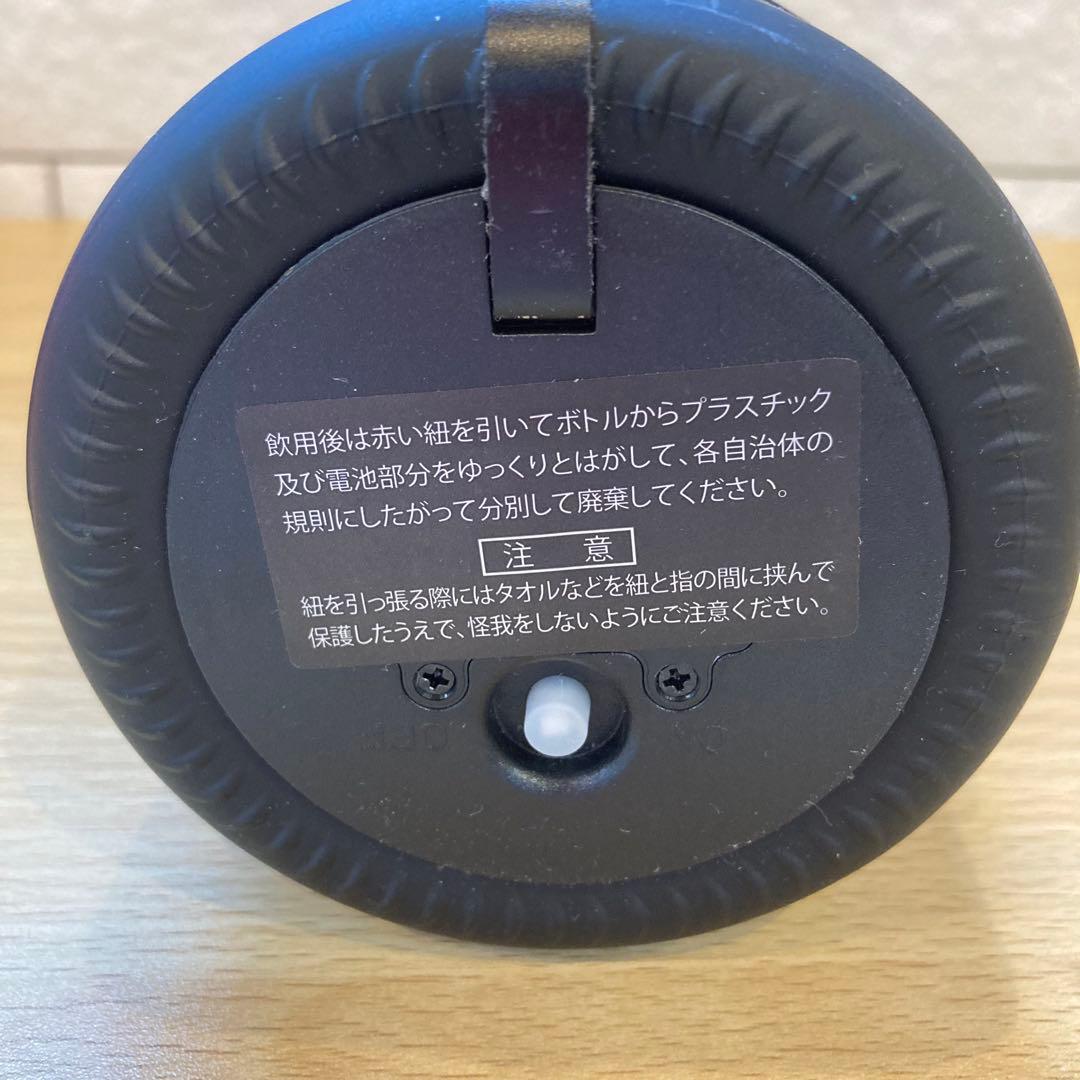 飲用後は赤い紐を引いてボトルからプラスチック
及び電池部分をゆっくりとはがして、各自治体の
規則にしたがって分別して廃棄してください。
注 意
紐を引っ張る際にはタオルなどを紐と指の間に挟んで
保護したうえで、怪我をしないようにご注意ください。